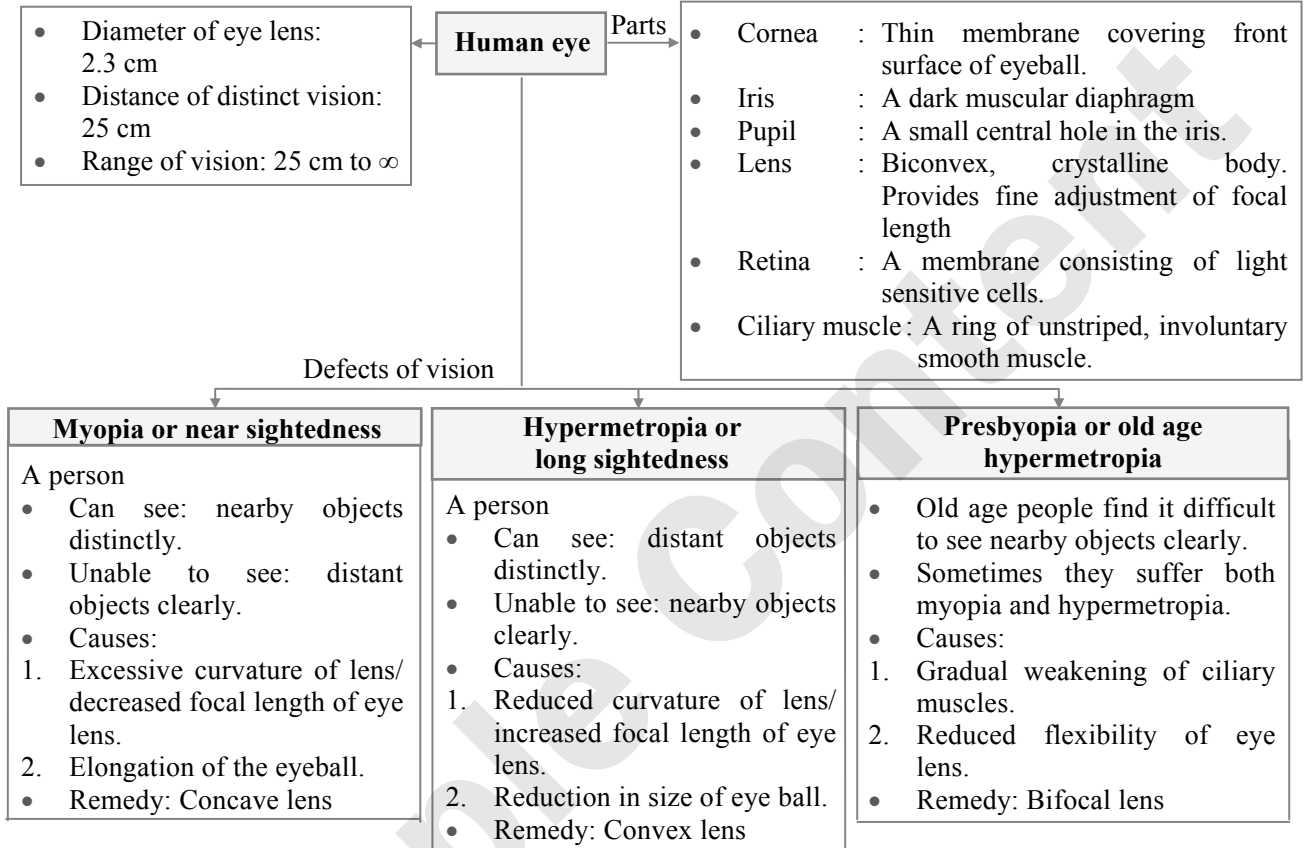 • Diameter of eye lens:
2.3 cm
• Distance of distinct vision:
25 cm
• Range of vision: 25 cm to ∞
Human eye
Parts
• Cornea : Thin membrane covering front
surface of eyeball.
• Iris : A dark muscular diaphragm
• Pupil : A small central hole in the iris.
• Lens : Biconvex, crystalline body.
Provides fine adjustment of focal
length
• Retina : A membrane consisting of light
sensitive cells.
• Ciliary muscle : A ring of unstriped, involuntary
smooth muscle.
Defects of vision
Myopia or near sightedness
A person
• Can see: nearby objects
distinctly.
• Unable to see: distant
objects clearly.
• Causes:
1. Excessive curvature of lens/
decreased focal length of eye
lens.
2. Elongation of the eyeball.
• Remedy: Concave lens
Hypermetropia or
long sightedness
A person
• Can see: distant objects
distinctly.
• Unable to see: nearby objects
clearly.
• Causes:
1. Reduced curvature of lens/
increased focal length of eye
lens.
2. Reduction in size of eye ball.
• Remedy: Convex lens
Presbyopia or old age
hypermetropia
• Old age people find it difficult
to see nearby objects clearly.
• Sometimes they suffer both
myopia and hypermetropia.
• Causes:
1. Gradual weakening of ciliary
muscles.
2. Reduced flexibility of eye
lens.
• Remedy: Bifocal lens
ple Content